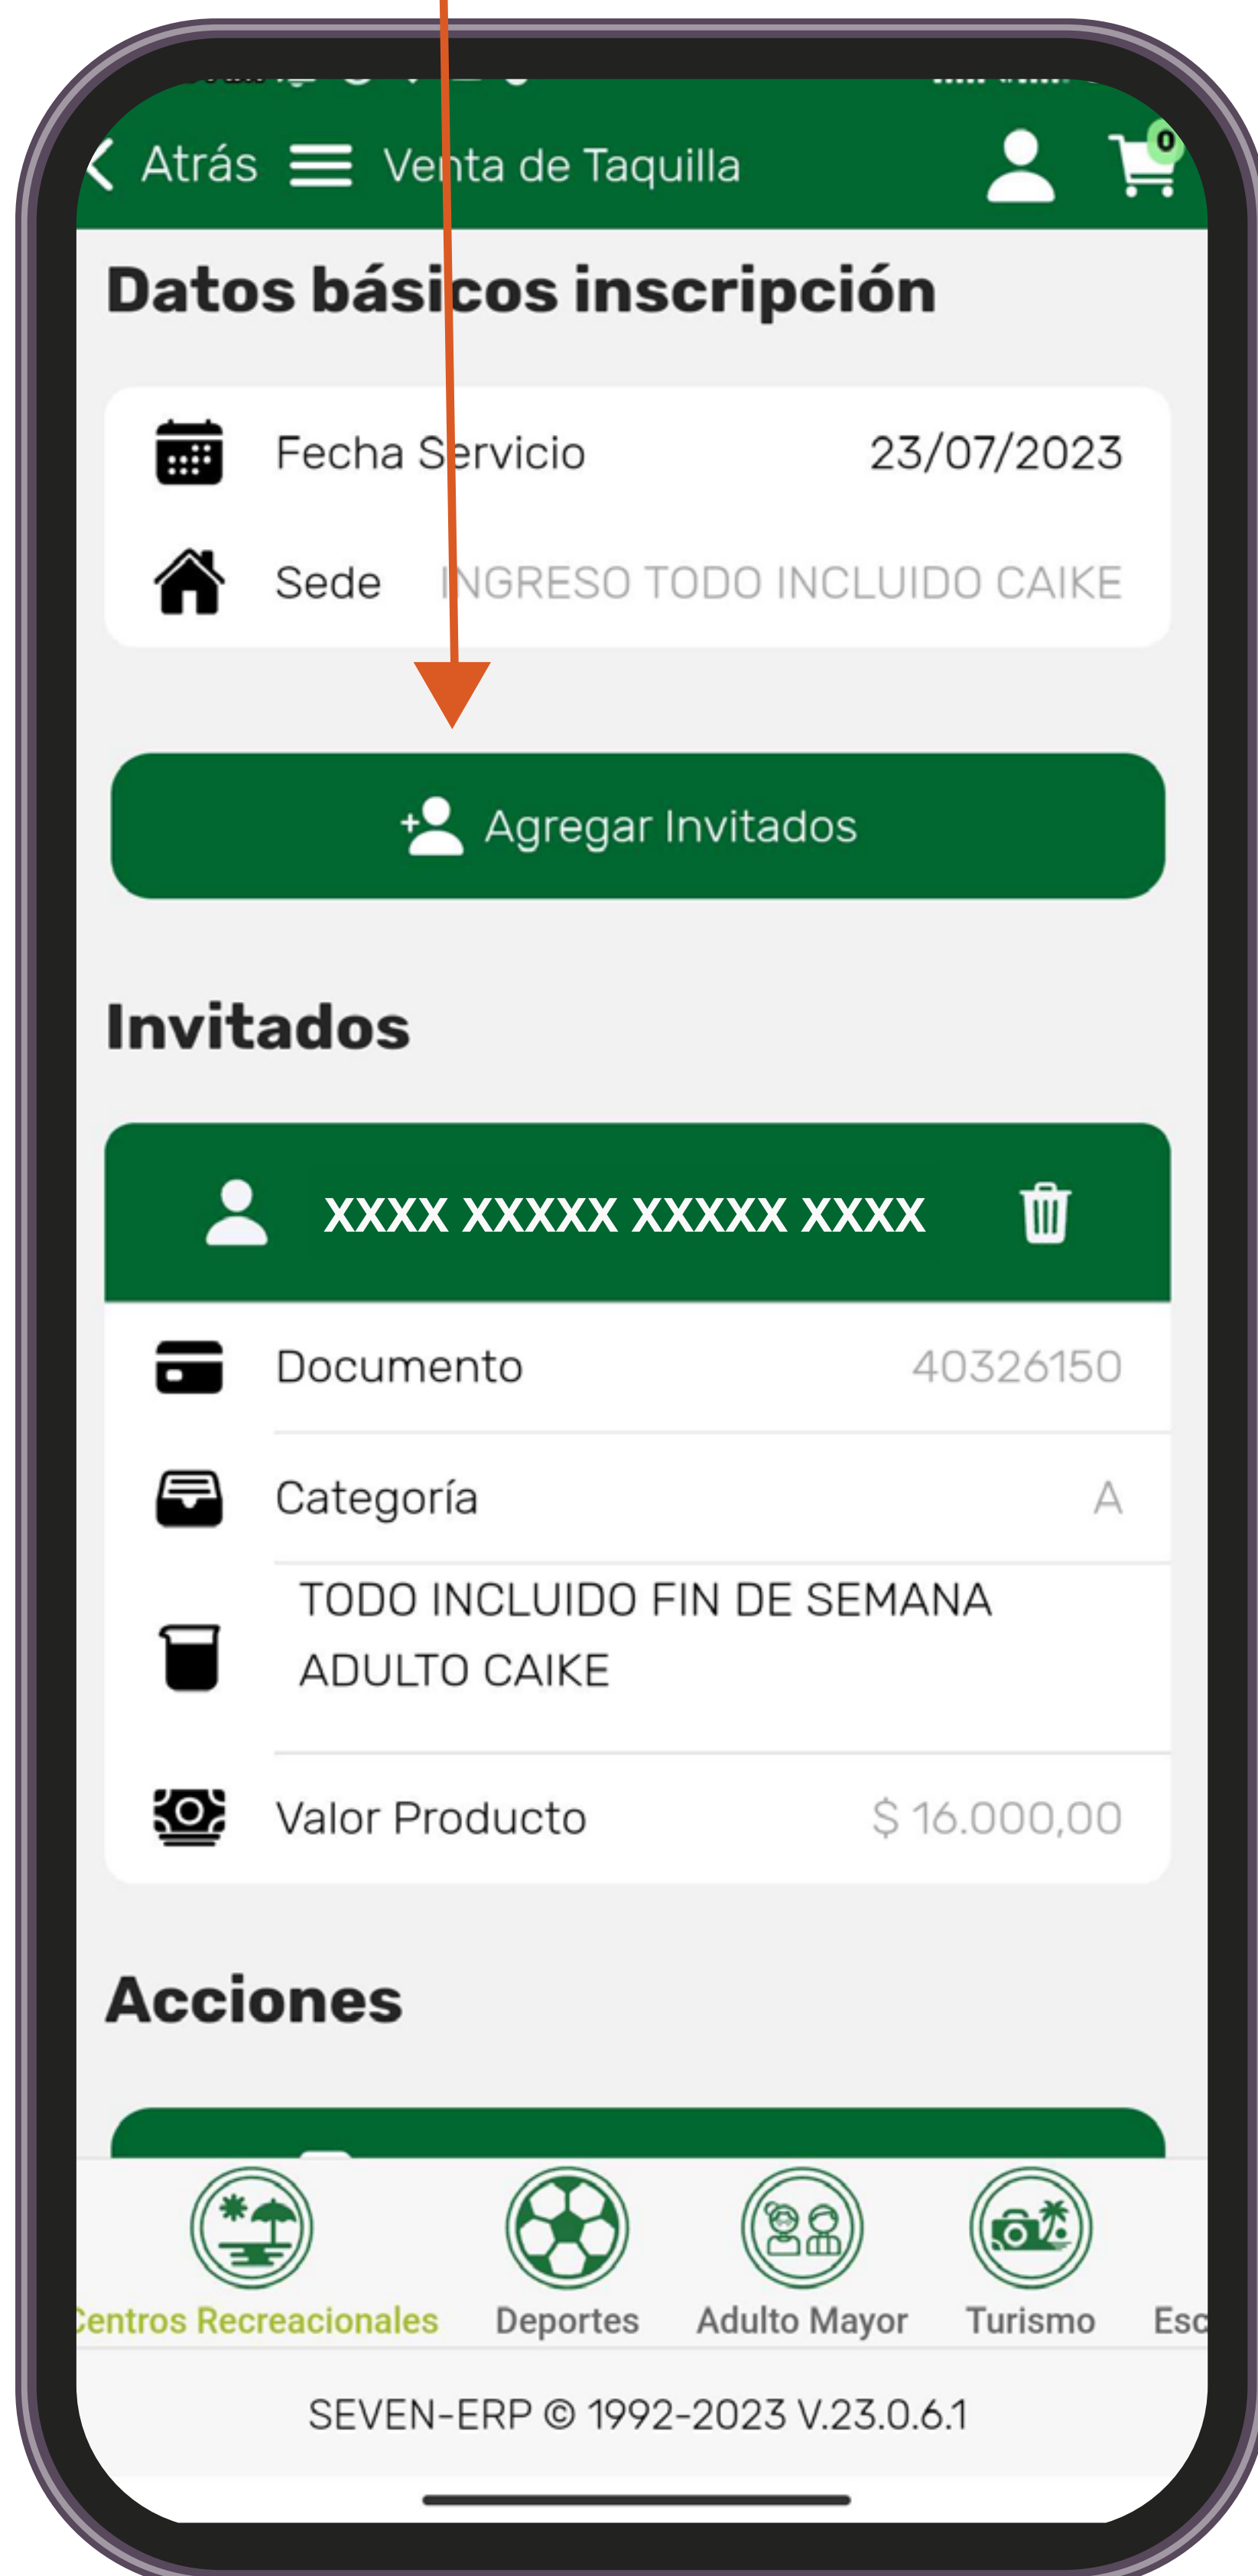 Atrás Venta de Taquilla 0
Datos básicos inscripción
Fecha Servicio 23/07/2023
Sede INGRESO TODO INCLUIDO CAIKE
Agregar Invitados
Invitados
XXXX XXXXX XXXXX XXXX
Documento 40326150
Categoría A
TODO INCLUIDO FIN DE SEMANA
ADULTO CAIKE
Valor Producto $ 16.000,00
Acciones
Centros Recreacionales Deportes Adulto Mayor Turismo Esc
SEVEN-ERP © 1992-2023 V.23.0.6.1